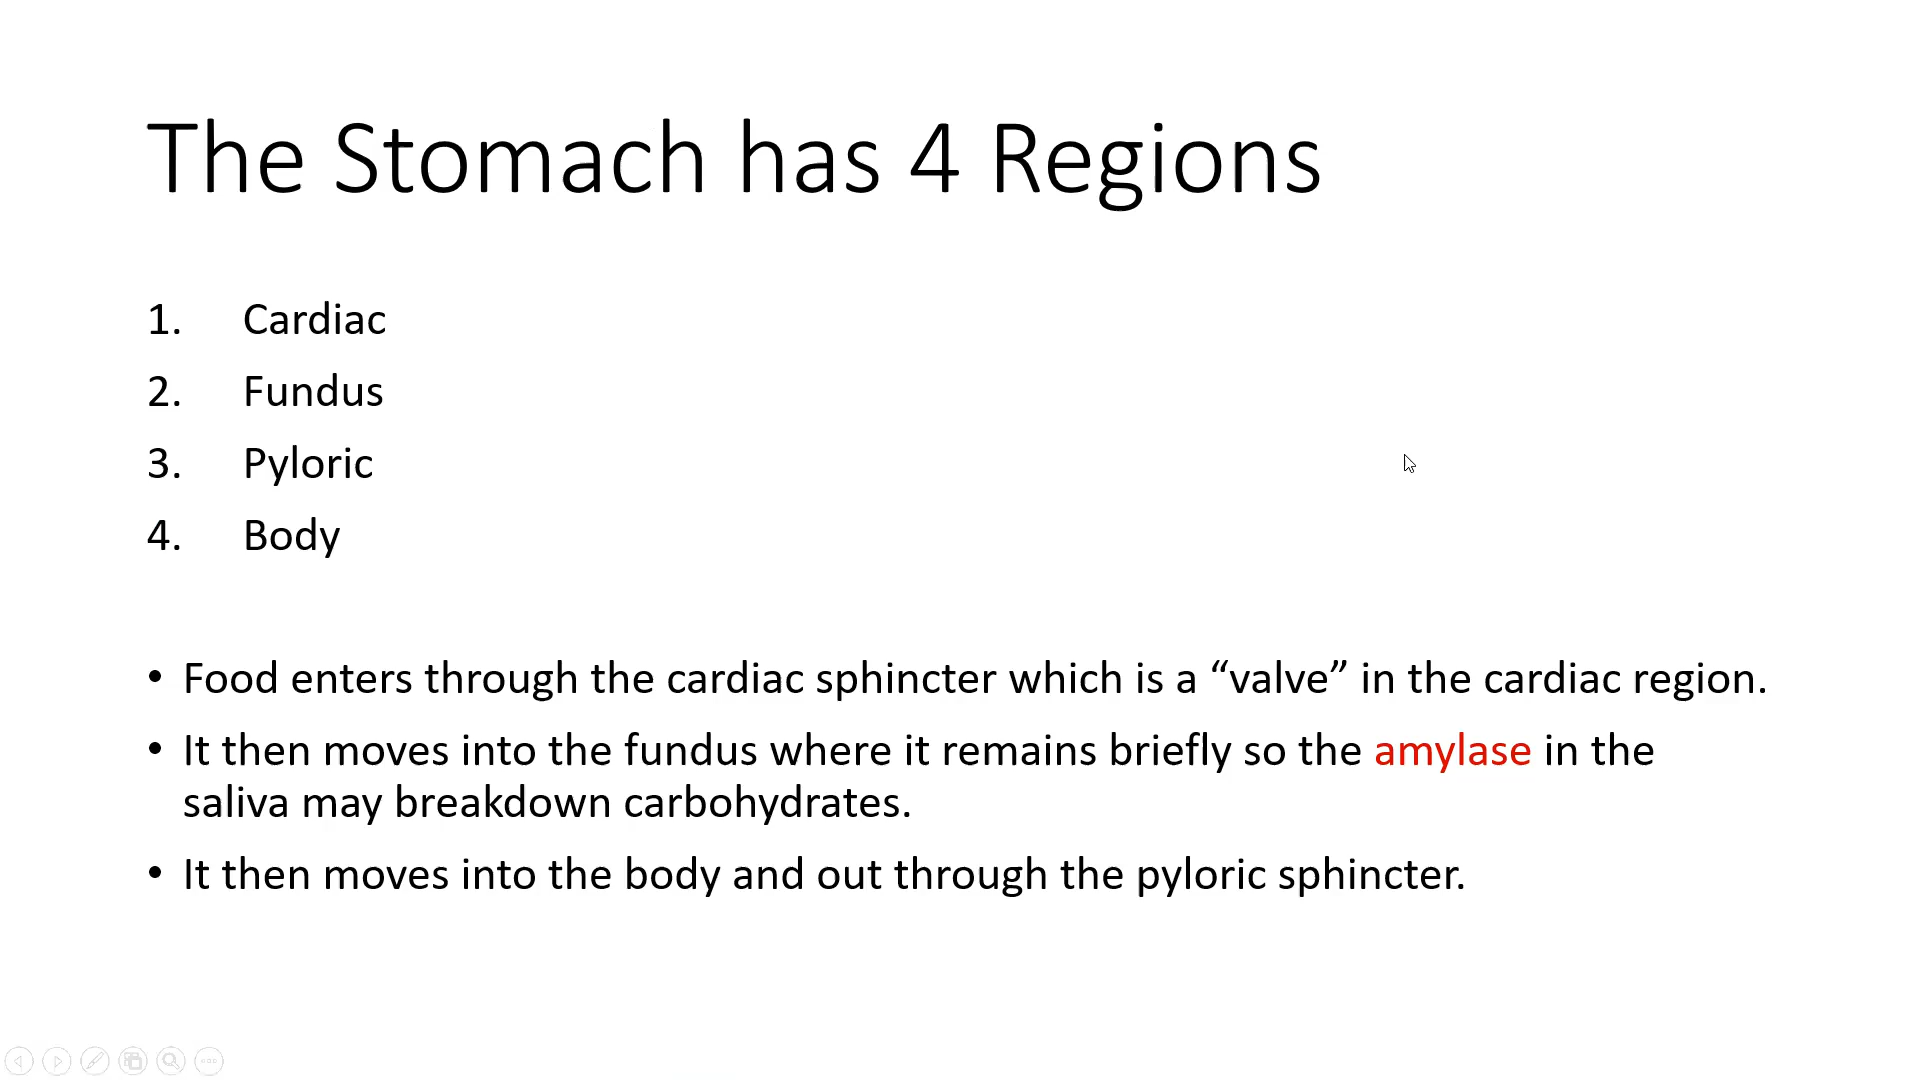 The Stomach has 4 Regions
1. Cardiac
2. Fundus
3. Pyloric
4. Body
• Food enters through the cardiac sphincter which is a “valve” in the cardiac region.
• It then moves into the fundus where it remains briefly so the amylase in the
saliva may breakdown carbohydrates.
• It then moves into the body and out through the pyloric sphincter.